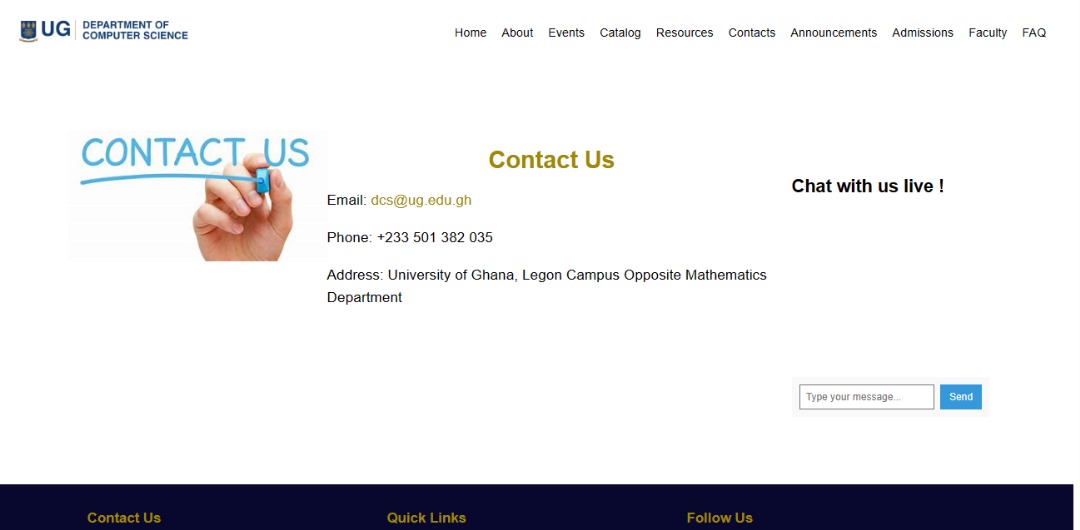 UG
DEPARTMENT OF
COMPUTER SCIENCE
Home About Events Catalog Resources Contacts Announcements Admissions Faculty FAQ
CONTACT US
Contact Us
Email: dcs@ug.edu.gh
Phone: +233 501 382 035
Address: University of Ghana, Legon Campus Opposite Mathematics
Department
Chat with us live !
Type your message...
Send
Contact Us
Quick Links
Follow Us